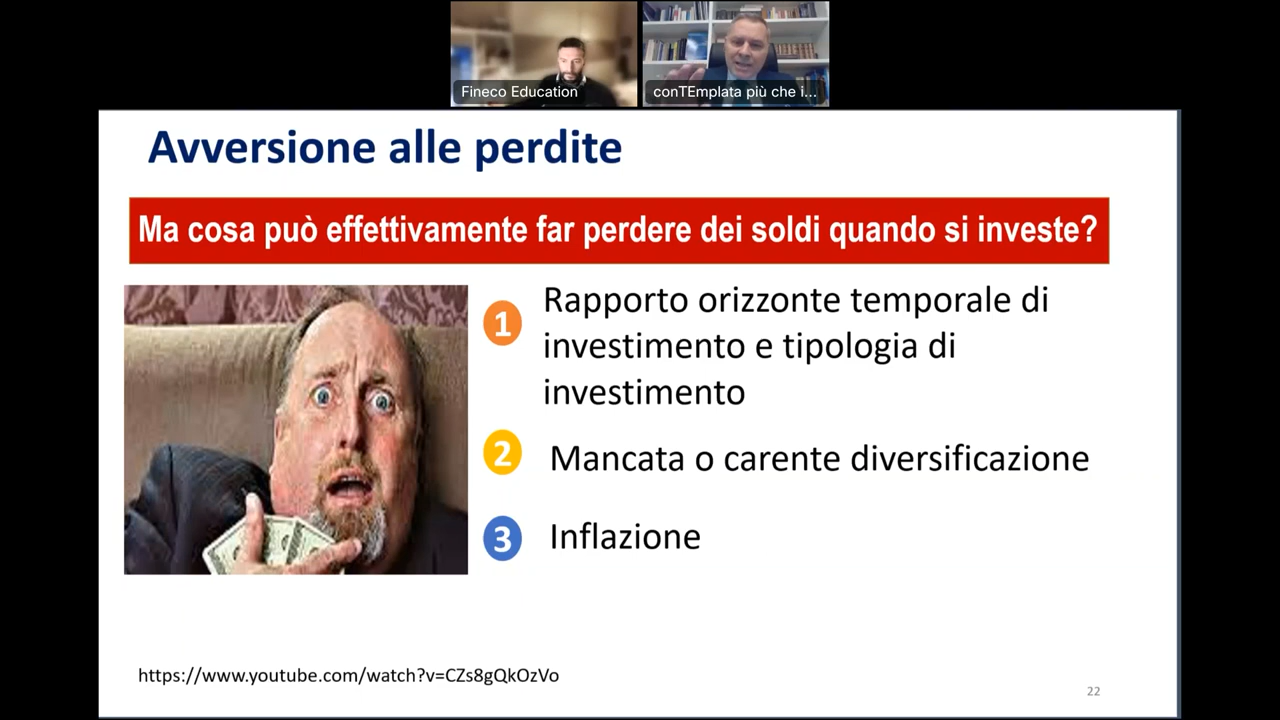 Fineco Education
conTEmplata più che i...
Avversione alle perdite
Ma cosa può effettivamente far perdere dei soldi quando si investe?
1
Rapporto orizzonte temporale di
investimento e tipologia di
investimento
2
Mancata o carente diversificazione
3
Inflazione
https://www.youtube.com/watch?v=CZs8gQkOzVo
22